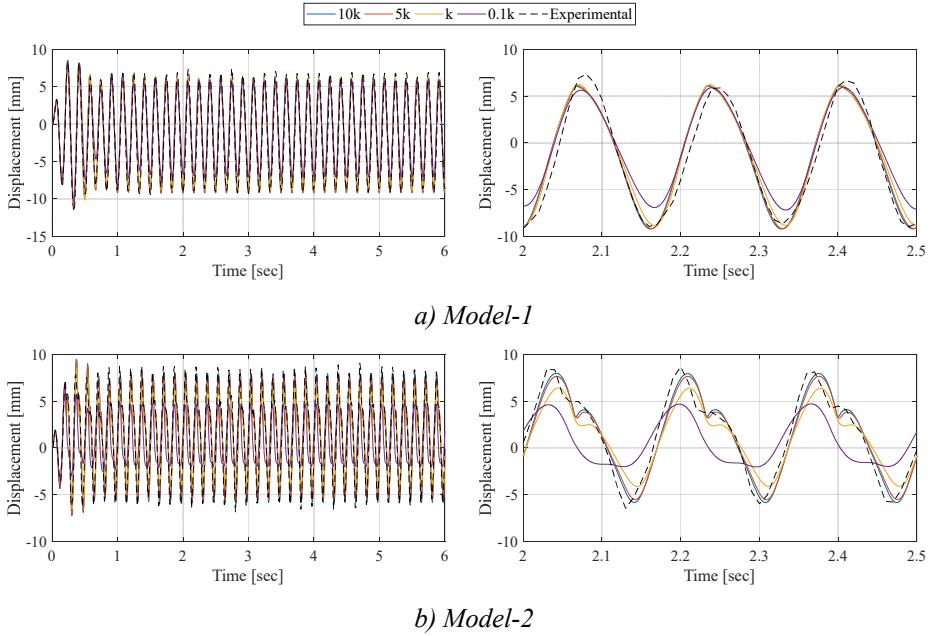 10k 5k k 0.1k Experimental
a)
10
5
0
-5
-10
-15
Displacement [mm]
0 1 2 3 4 5 6
Time [sec]
10
5
0
-5
-10
Displacement [mm]
2 2.1 2.2 2.3 2.4 2.5
Time [sec]
a) Model-1
b)
10
5
0
-5
-10
Displacement [mm]
0 1 2 3 4 5 6
Time [sec]
10
5
0
-5
-10
Displacement [mm]
2 2.1 2.2 2.3 2.4 2.5
Time [sec]
b) Model-2